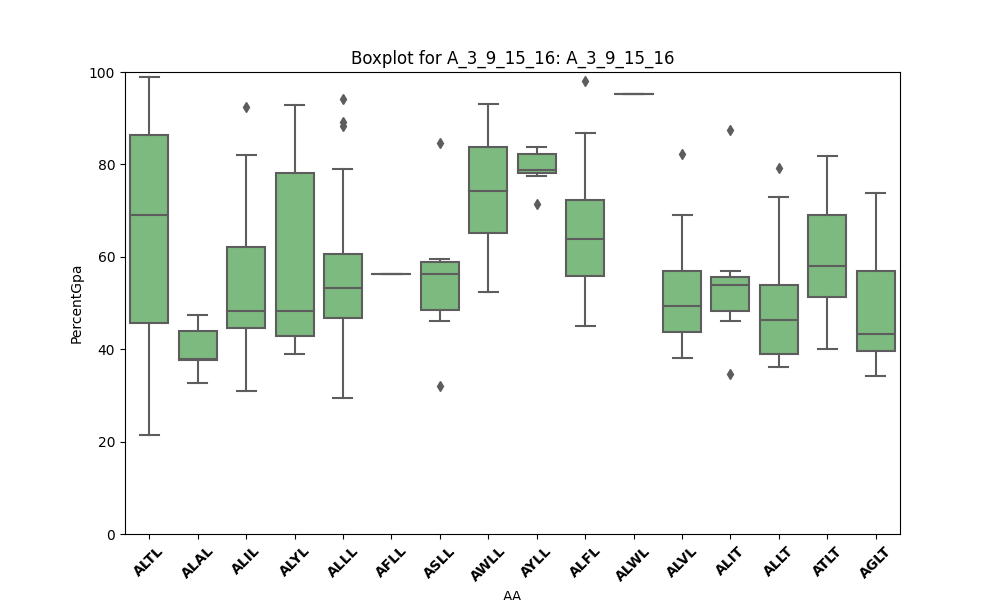 Boxplot for A_3_9_15_16: A_3_9_15_16
100
80
60
40
20
0
PercentGpa
ALTL ALAL ALIL ALYL ALLL AFLL ASLL AWLL AYLL ALFL ALWL ALVL ALIT ALLT ATLT AGLT
AA